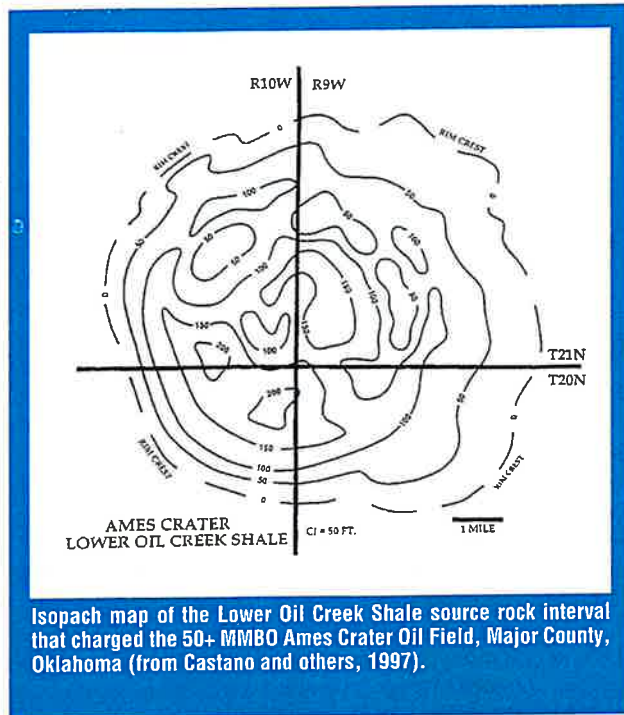 R10W R9W
0
RIM CREST
RIM CREST
0
50
100
50
50
100
50
100
100
50
0
150
100
50
150
150
100
200
T21N
T20N
200
50
0
150
RIM CREST
100
50
RIM CREST
0
AMES CRATER
LOWER OIL CREEK SHALE
CI = 50 FT.
1 MILE
Isopach map of the Lower Oil Creek Shale source rock interval
that charged the 50+ MMBO Ames Crater Oil Field, Major County,
Oklahoma (from Castano and others, 1997).